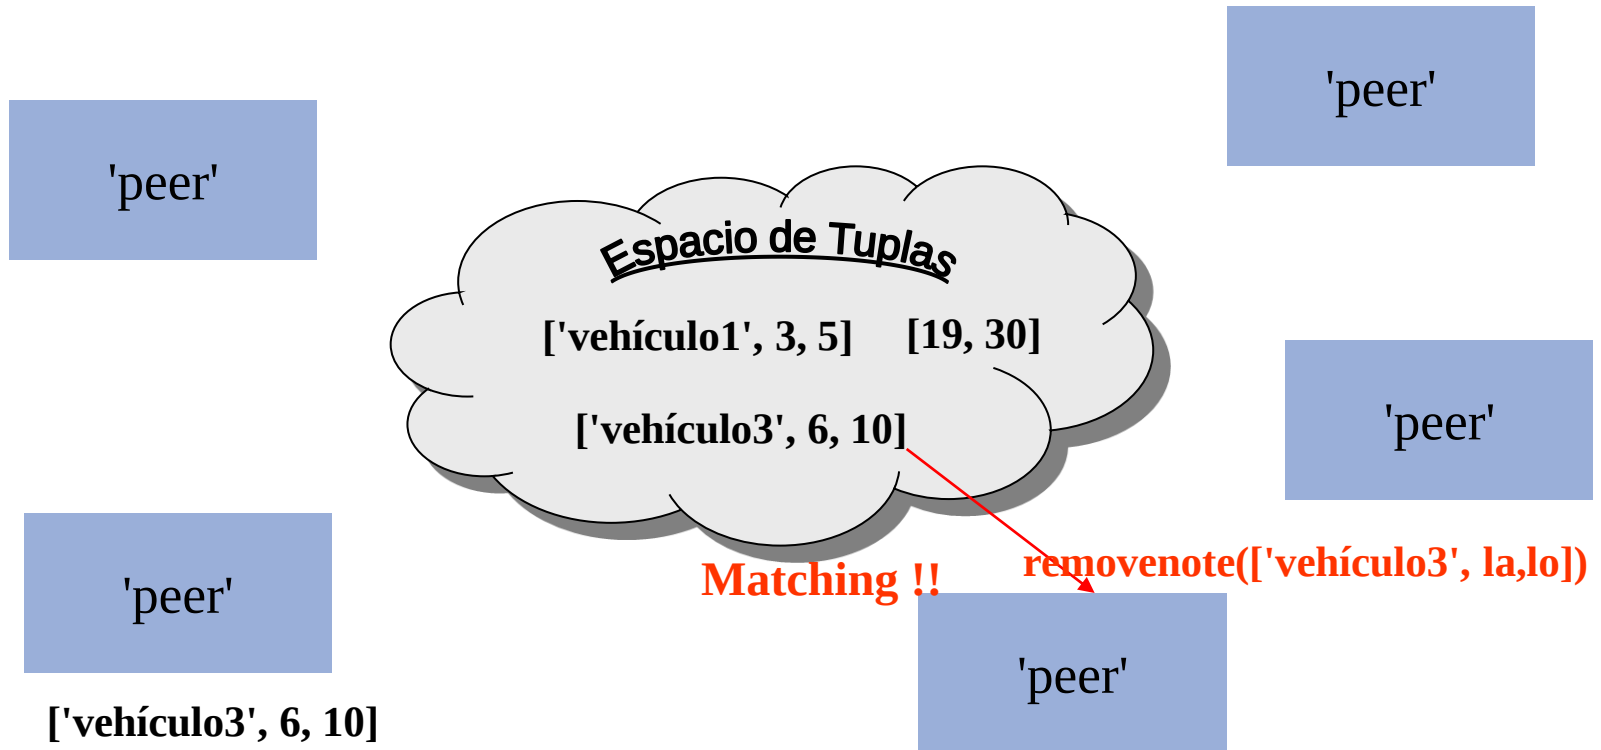 'peer'
'peer'
Espacio de Tuplas
['vehículo1', 3, 5]
[19, 30]
'peer'
['vehículo3', 6, 10]
Matching !!
removenote(['vehículo3', la,lo])
'peer'
'peer'
['vehículo3', 6, 10]